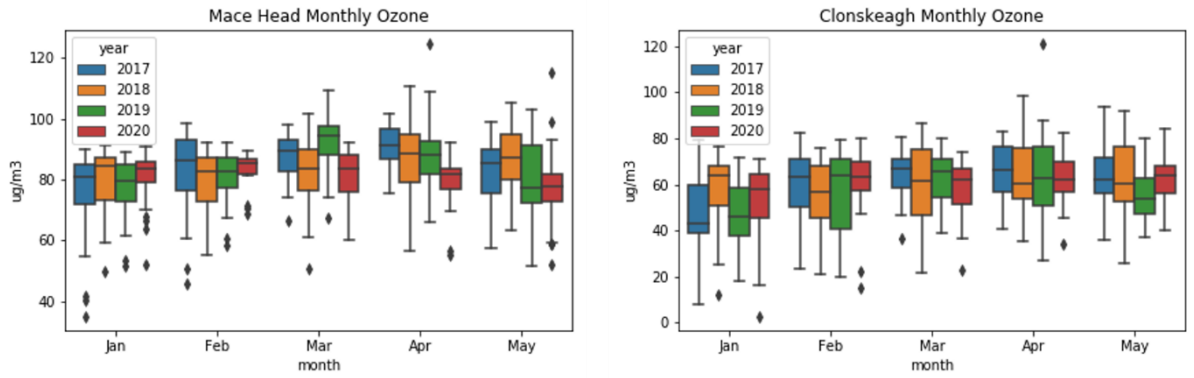 Mace Head Monthly Ozone
year
2017
2018
2019
2020
120
100
80
60
40
ug/m3
Jan Feb Mar Apr May
month
Clonskeagh Monthly Ozone
year
2017
2018
2019
2020
120
100
80
60
40
20
0
ug/m3
Jan Feb Mar Apr May
month